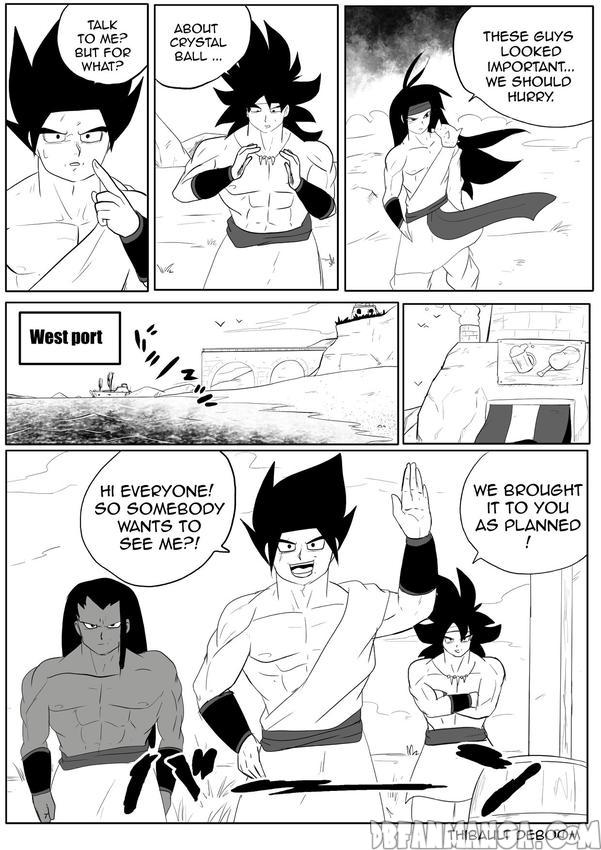 TALK
TO ME?
BUT FOR
WHAT?
ABOUT
CRYSTAL
BALL ...
THESE GUYS
LOOKED
IMPORTANT...
WE SHOULD
HURRY.
West port
HI EVERYONE!
SO SOMEBODY
WANTS TO
SEE ME?!
WE BROUGHT
IT TO YOU
AS PLANNED
!
THIBAULT DEBOOM
DBFANMANGA.COM